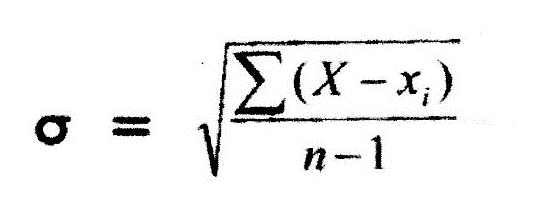 σ = √(∑(X − xᵢ) / (n − 1))